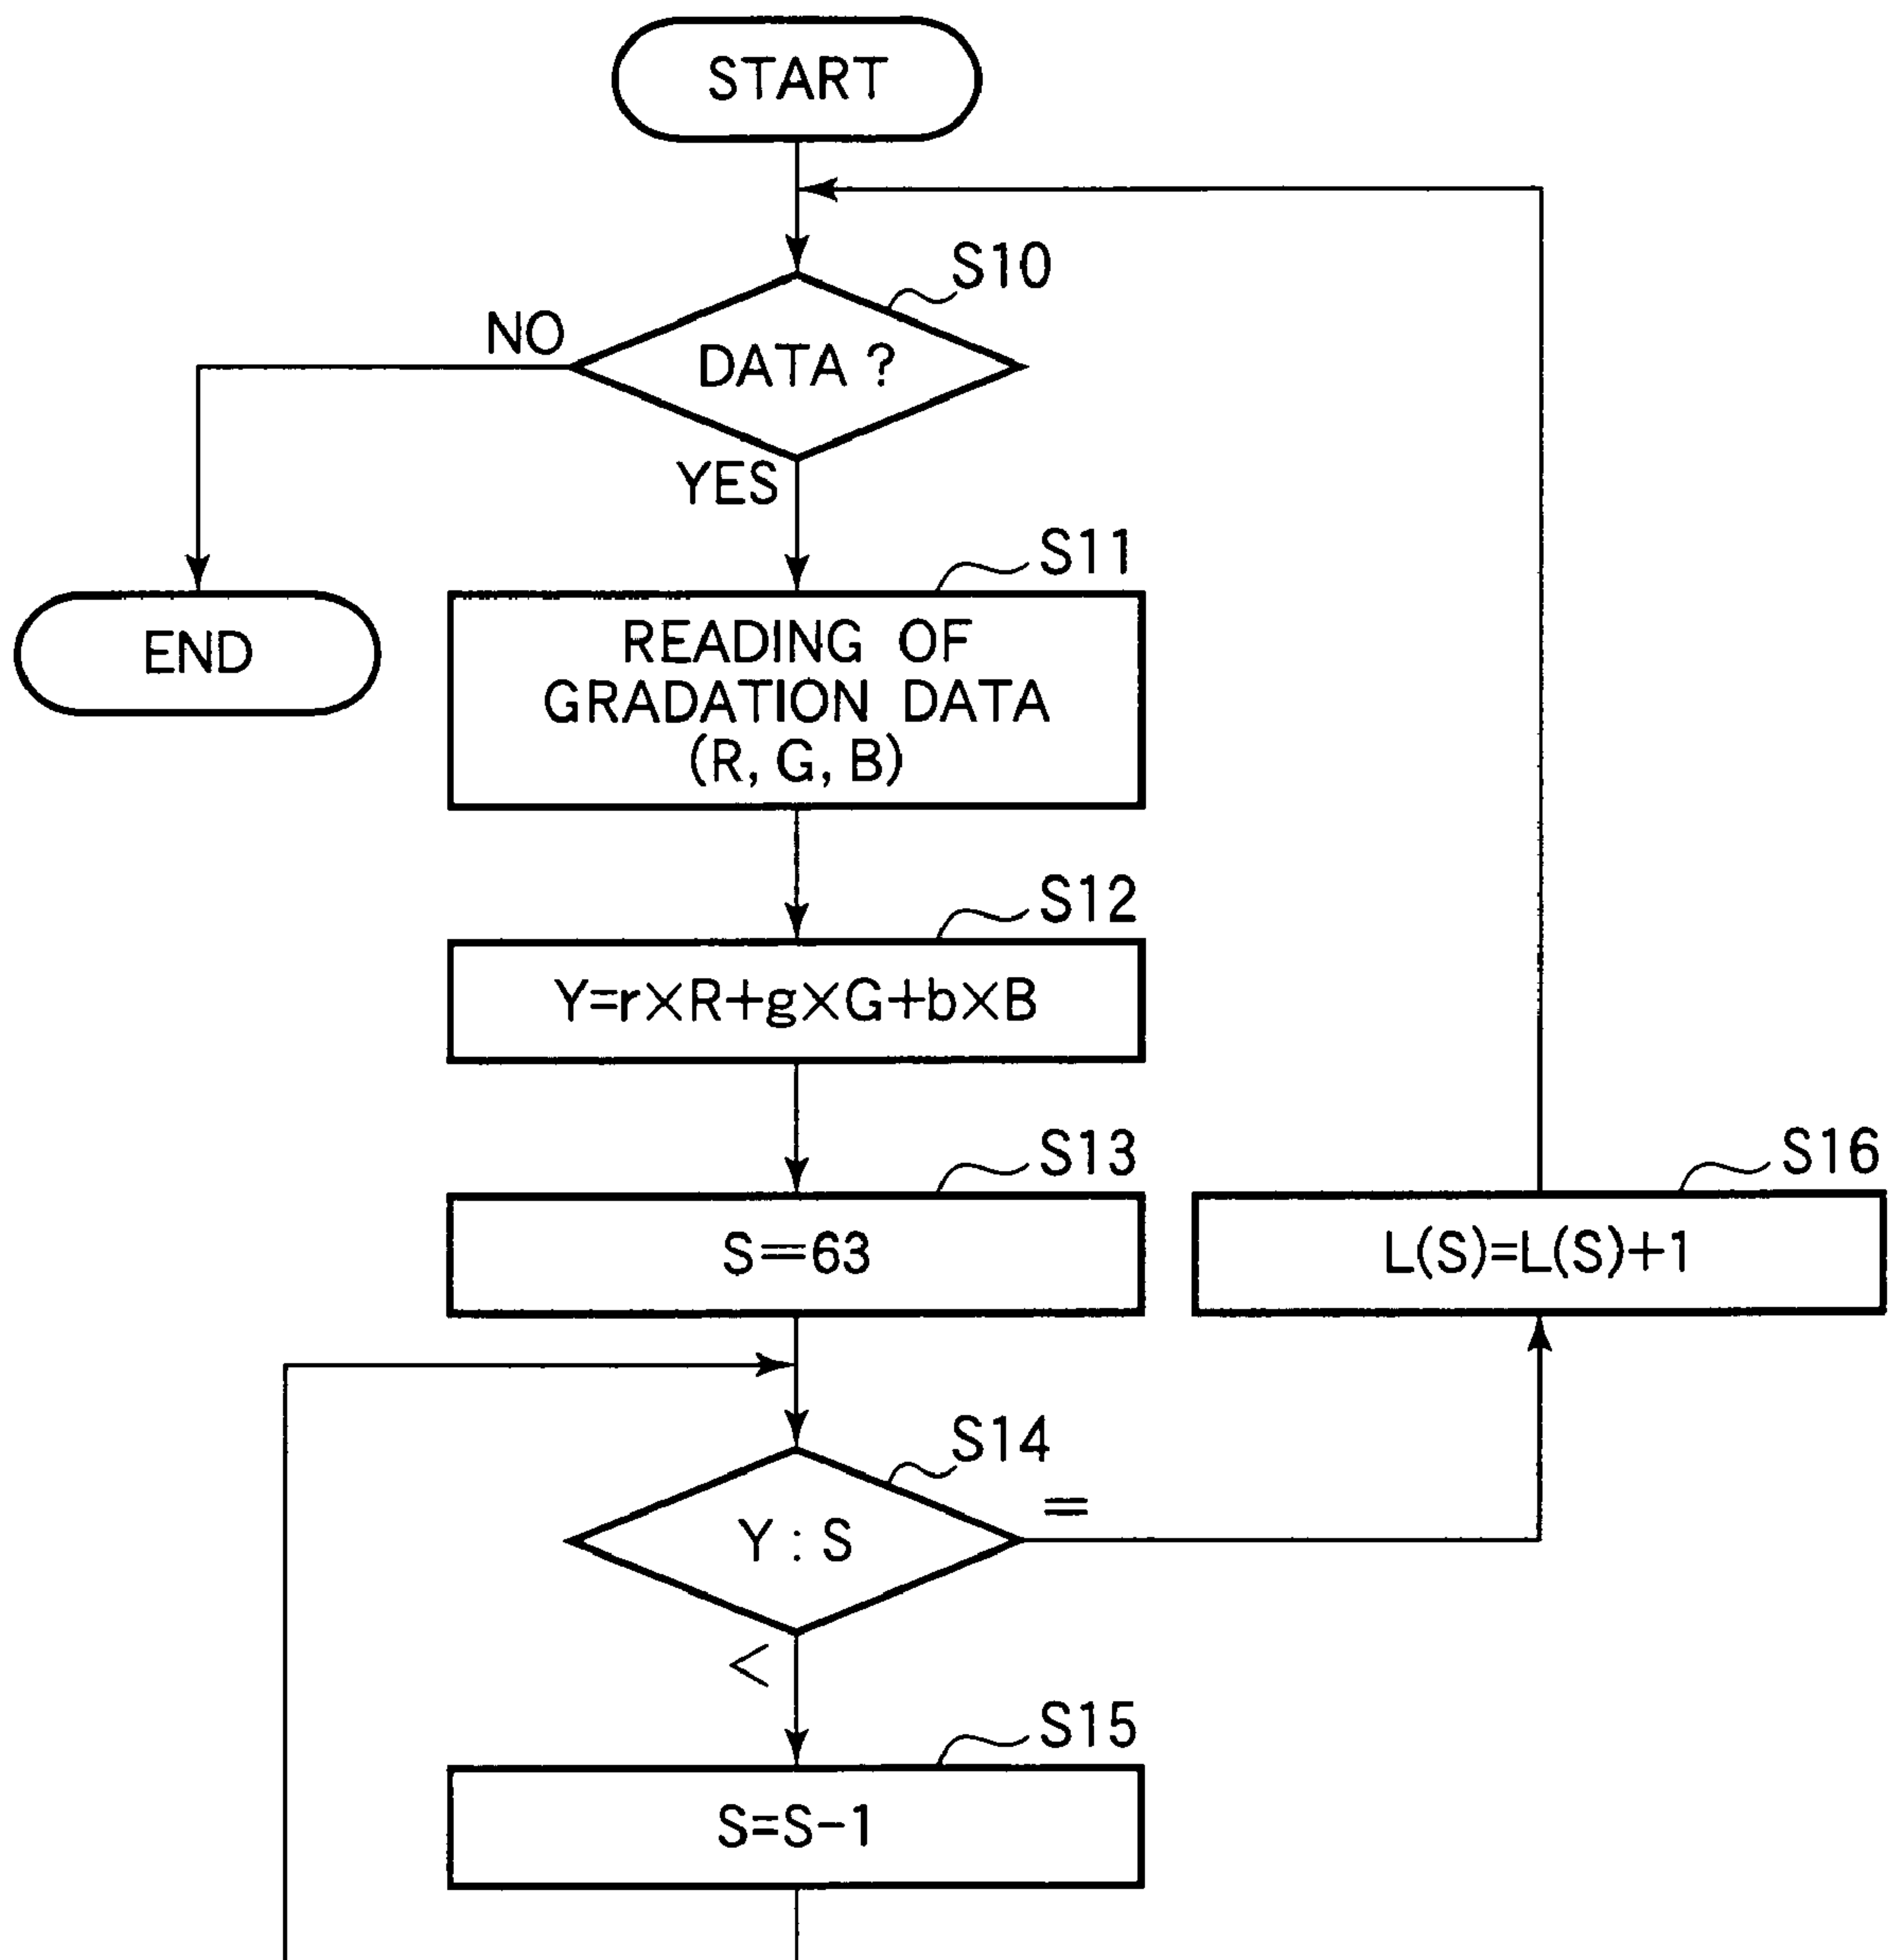 START
S10
NO
DATA ?
YES
S11
END
READING OF
GRADATION DATA
(R, G, B)
S12
Y=r×R+g×G+b×B
S13
S=63
S16
L(S)=L(S)+1
S14
=
Y : S
<
S15
S=S-1